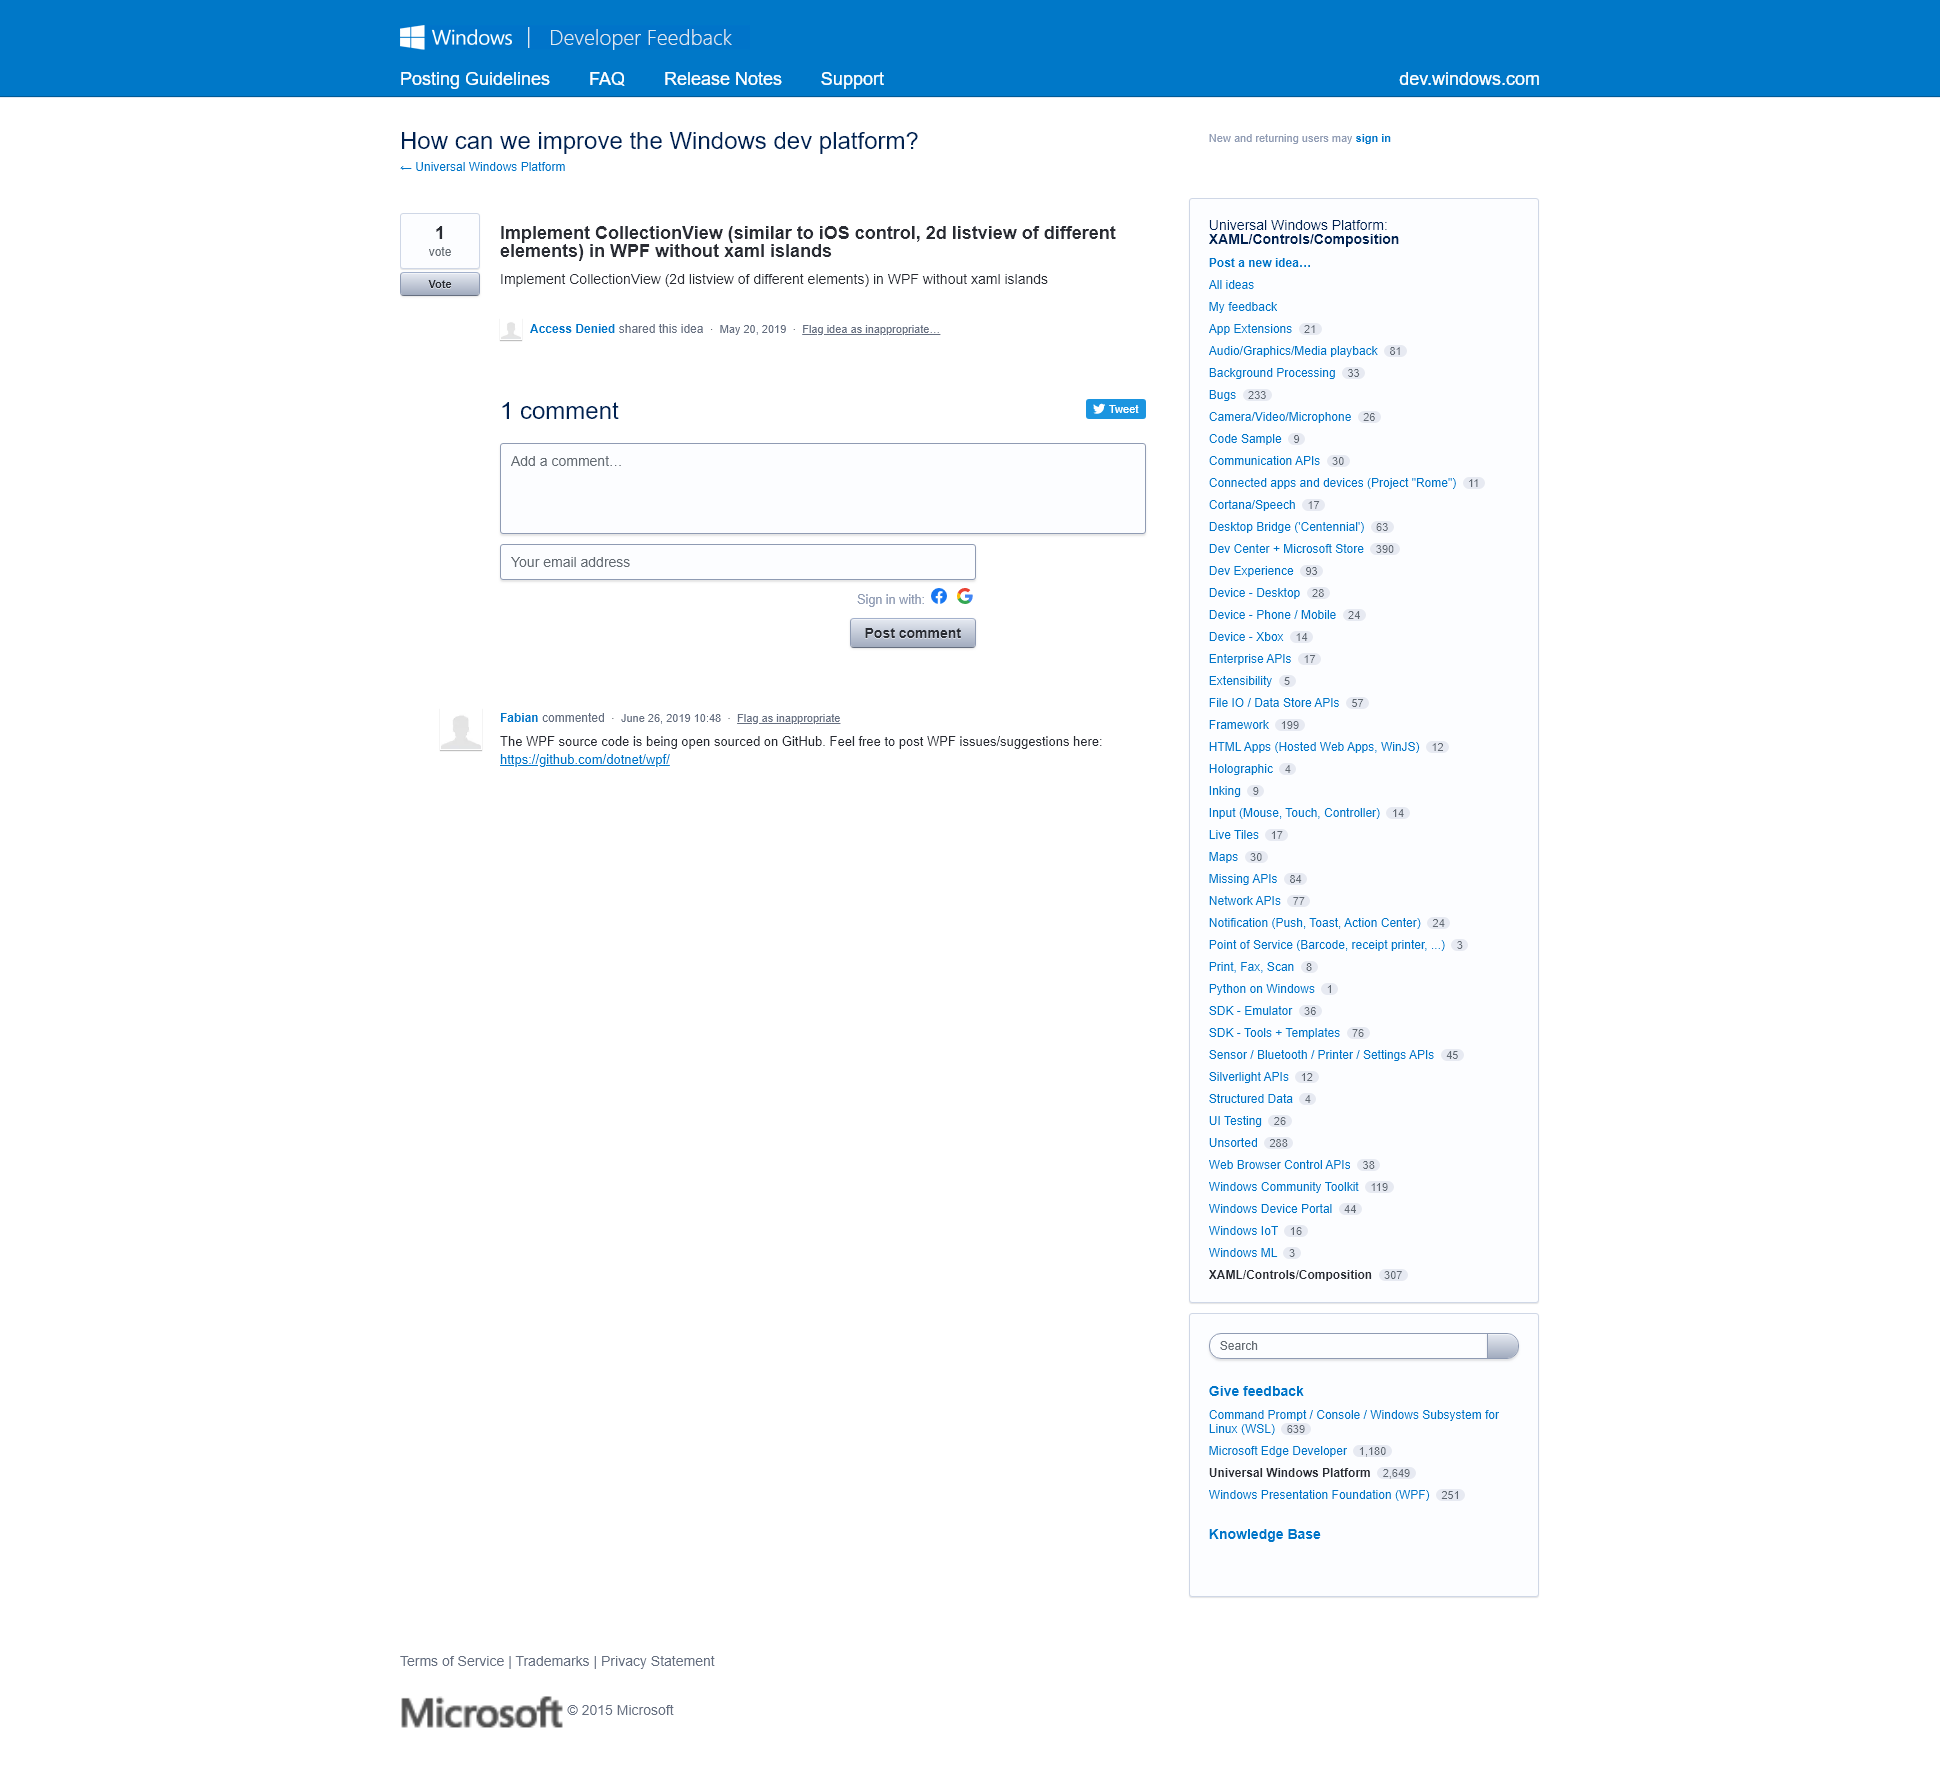 Windows | Developer Feedback
Posting Guidelines FAQ Release Notes Support dev.windows.com
How can we improve the Windows dev platform?
← Universal Windows Platform
New and returning users may sign in
1
vote
Vote
Implement CollectionView (similar to iOS control, 2d listview of different
elements) in WPF without xaml islands
Implement CollectionView (2d listview of different elements) in WPF without xaml islands
Access Denied shared this idea · May 20, 2019 · Flag idea as inappropriate…
1 comment
Tweet
Add a comment…
Your email address
Sign in with:
Post comment
Fabian commented · June 26, 2019 10:48 · Flag as inappropriate
The WPF source code is being open sourced on GitHub. Feel free to post WPF issues/suggestions here:
https://github.com/dotnet/wpf/
Universal Windows Platform:
XAML/Controls/Composition
Post a new idea…
All ideas
My feedback
App Extensions 21
Audio/Graphics/Media playback 81
Background Processing 33
Bugs 233
Camera/Video/Microphone 26
Code Sample 9
Communication APIs 30
Connected apps and devices (Project "Rome") 11
Cortana/Speech 17
Desktop Bridge ('Centennial') 63
Dev Center + Microsoft Store 390
Dev Experience 93
Device - Desktop 28
Device - Phone / Mobile 24
Device - Xbox 14
Enterprise APIs 17
Extensibility 5
File IO / Data Store APIs 57
Framework 199
HTML Apps (Hosted Web Apps, WinJS) 12
Holographic 4
Inking 9
Input (Mouse, Touch, Controller) 14
Live Tiles 17
Maps 30
Missing APIs 84
Network APIs 77
Notification (Push, Toast, Action Center) 24
Point of Service (Barcode, receipt printer, ...) 3
Print, Fax, Scan 8
Python on Windows 1
SDK - Emulator 36
SDK - Tools + Templates 76
Sensor / Bluetooth / Printer / Settings APIs 45
Silverlight APIs 12
Structured Data 4
UI Testing 26
Unsorted 288
Web Browser Control APIs 38
Windows Community Toolkit 119
Windows Device Portal 44
Windows IoT 16
Windows ML 3
XAML/Controls/Composition 307
Search
Give feedback
Command Prompt / Console / Windows Subsystem for
Linux (WSL) 639
Microsoft Edge Developer 1,180
Universal Windows Platform 2,649
Windows Presentation Foundation (WPF) 251
Knowledge Base
Terms of Service | Trademarks | Privacy Statement
Microsoft © 2015 Microsoft